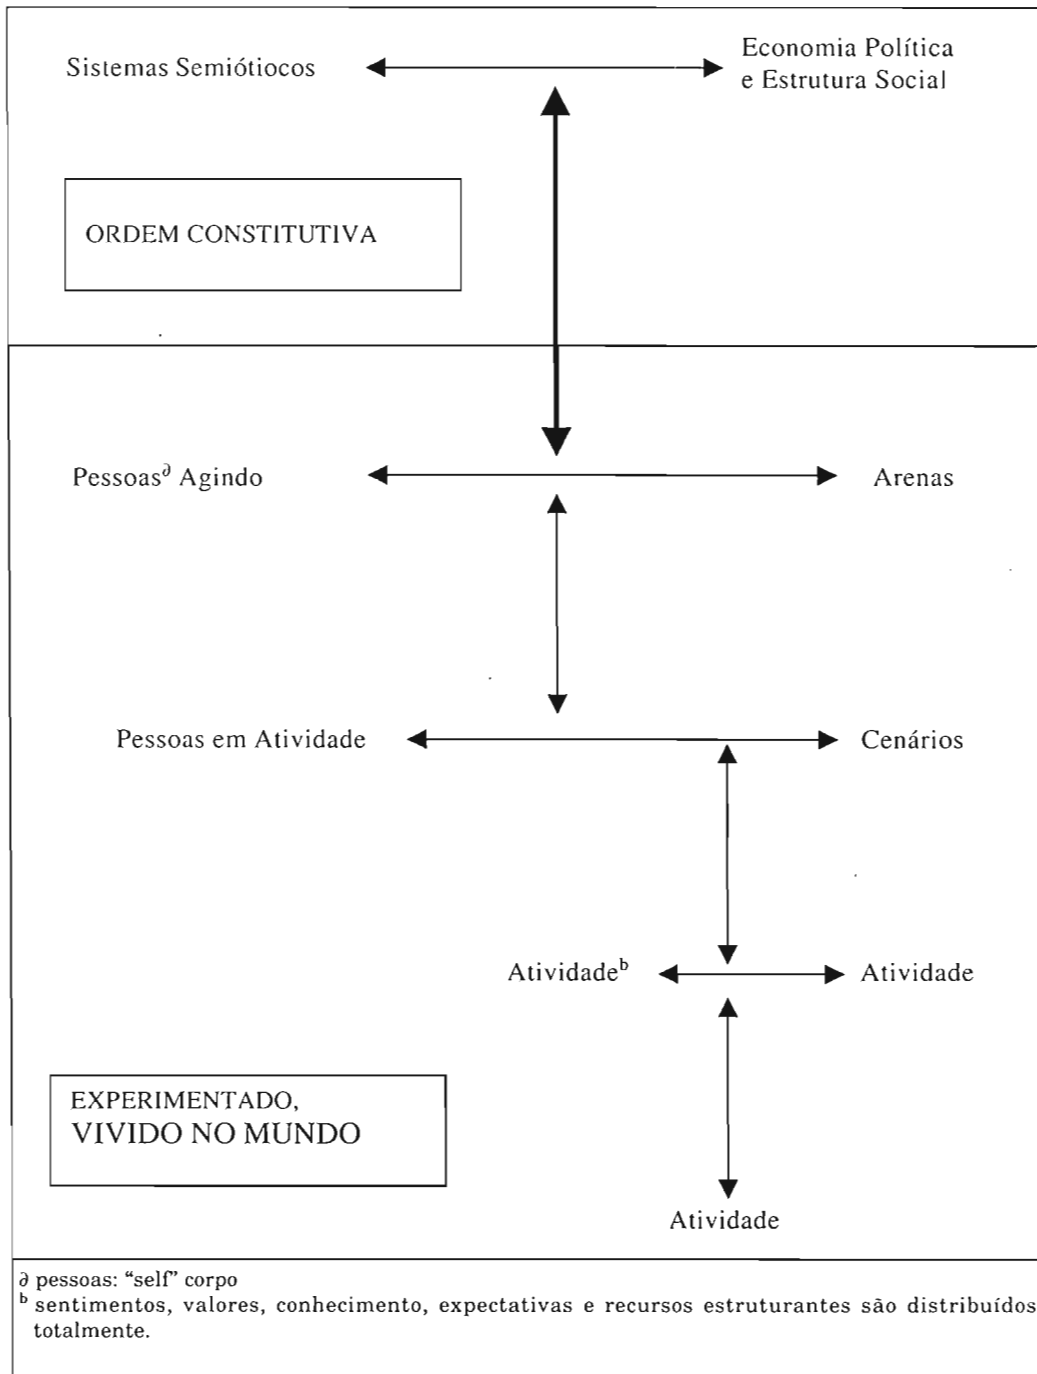 Sistemas Semiótiocos
Economia Política
e Estrutura Social
ORDEM CONSTITUTIVA
Pessoas∂ Agindo
Arenas
Pessoas em Atividade
Cenários
Atividadeb
Atividade
EXPERIMENTADO,
VIVIDO NO MUNDO
Atividade
∂ pessoas: “self” corpo
b sentimentos, valores, conhecimento, expectativas e recursos estruturantes são distribuídos
totalmente.